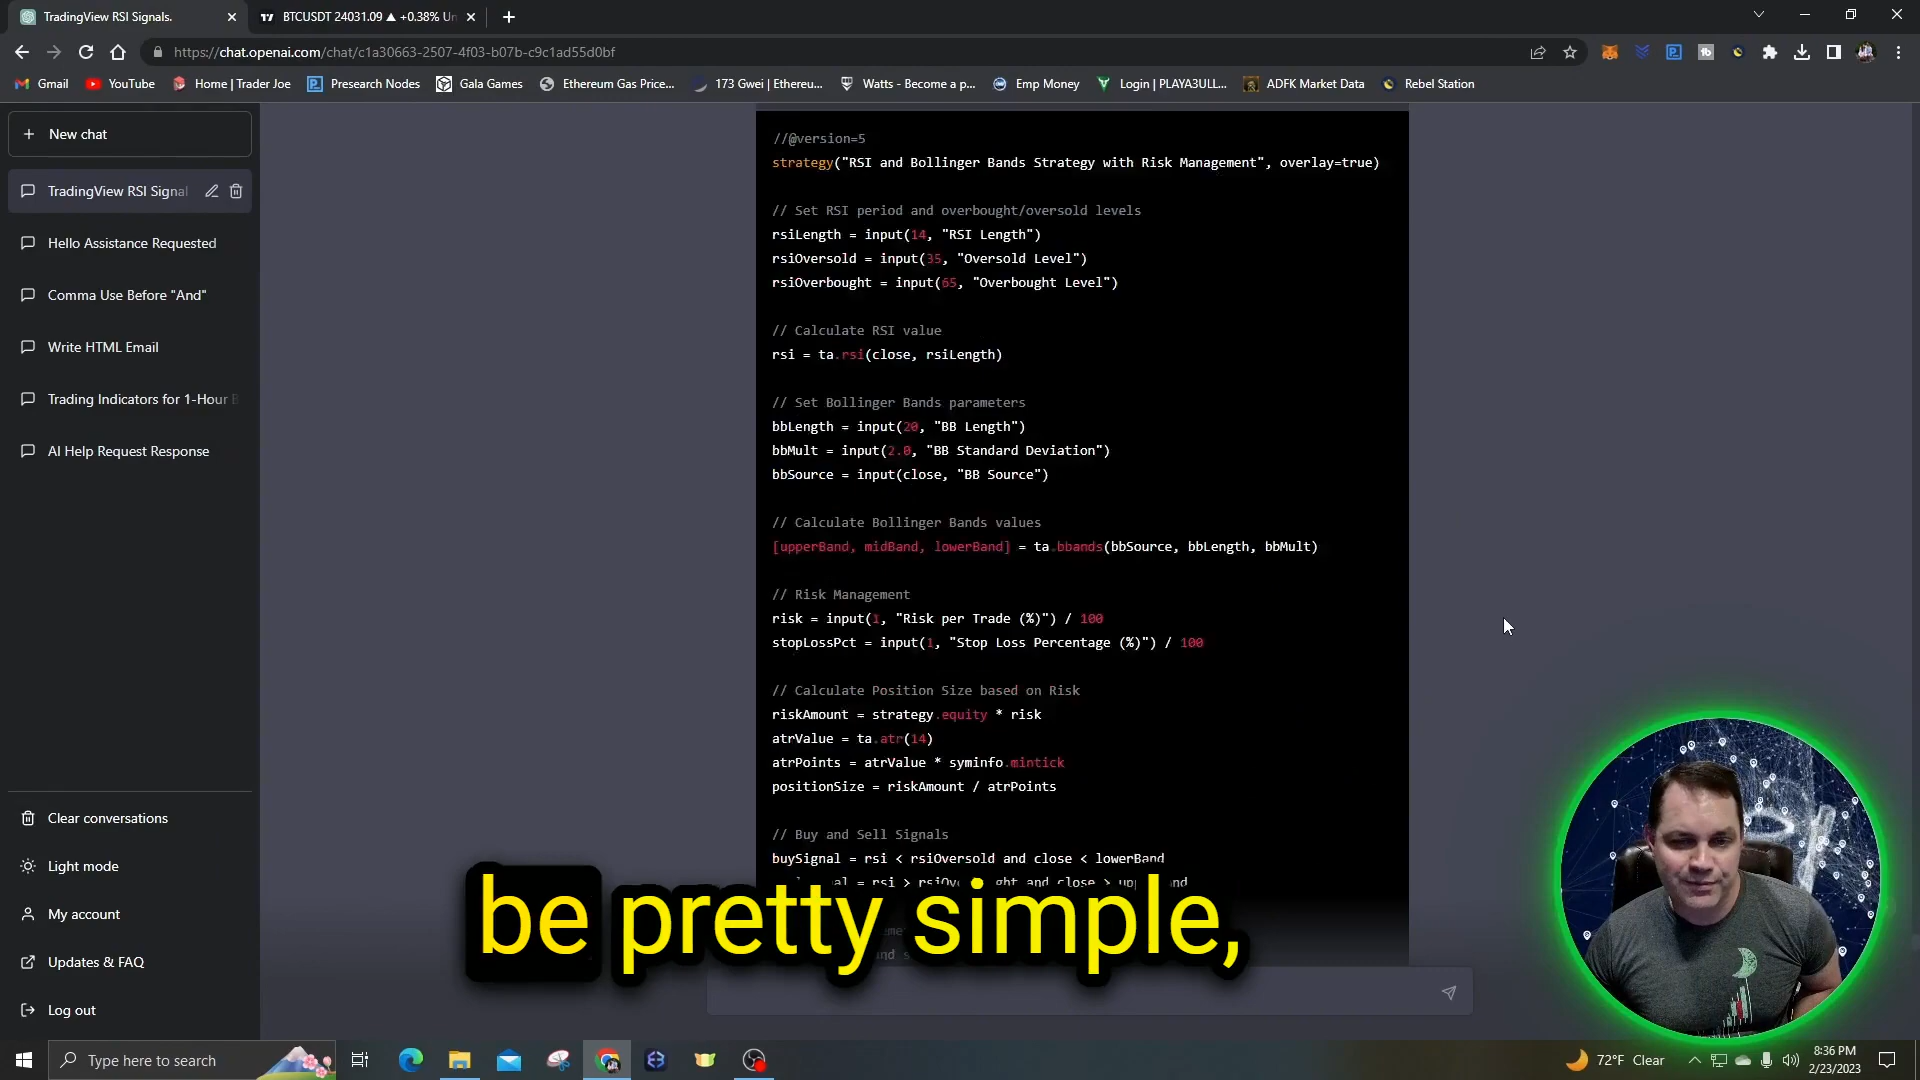 TradingView RSI Signals.
BTCUSDT 24031.09 ▲ +0.38% Un
https://chat.openai.com/chat/c1a30663-2507-4f03-b07b-c9c1ad55d0bf
Gmail
YouTube
Home | Trader Joe
Presearch Nodes
Gala Games
Ethereum Gas Price...
173 Gwei | Ethereu...
Watts - Become a p...
Emp Money
Login | PLAYA3ULL...
ADFK Market Data
Rebel Station
New chat
TradingView RSI Signal
Hello Assistance Requested
Comma Use Before "And"
Write HTML Email
Trading Indicators for 1-Hour
AI Help Request Response
Clear conversations
Light mode
My account
Updates & FAQ
Log out
//@version=5
strategy("RSI and Bollinger Bands Strategy with Risk Management", overlay=true)
// Set RSI period and overbought/oversold levels
rsiLength = input(14, "RSI Length")
rsiOversold = input(35, "Oversold Level")
rsiOverbought = input(65, "Overbought Level")
// Calculate RSI value
rsi = ta.rsi(close, rsiLength)
// Set Bollinger Bands parameters
bbLength = input(20, "BB Length")
bbMult = input(2.0, "BB Standard Deviation")
bbSource = input(close, "BB Source")
// Calculate Bollinger Bands values
[upperBand, midBand, lowerBand] = ta.bbands(bbSource, bbLength, bbMult)
// Risk Management
risk = input(1, "Risk per Trade (%)") / 100
stopLossPct = input(1, "Stop Loss Percentage (%)") / 100
// Calculate Position Size based on Risk
riskAmount = strategy.equity * risk
atrValue = ta.atr(14)
atrPoints = atrValue * syminfo.mintick
positionSize = riskAmount / atrPoints
// Buy and Sell Signals
buySignal = rsi < rsiOversold and close < lowerBand
= rsi > and close >
be pretty simple,
Type here to search
72°F Clear
8:36 PM
2/23/2023